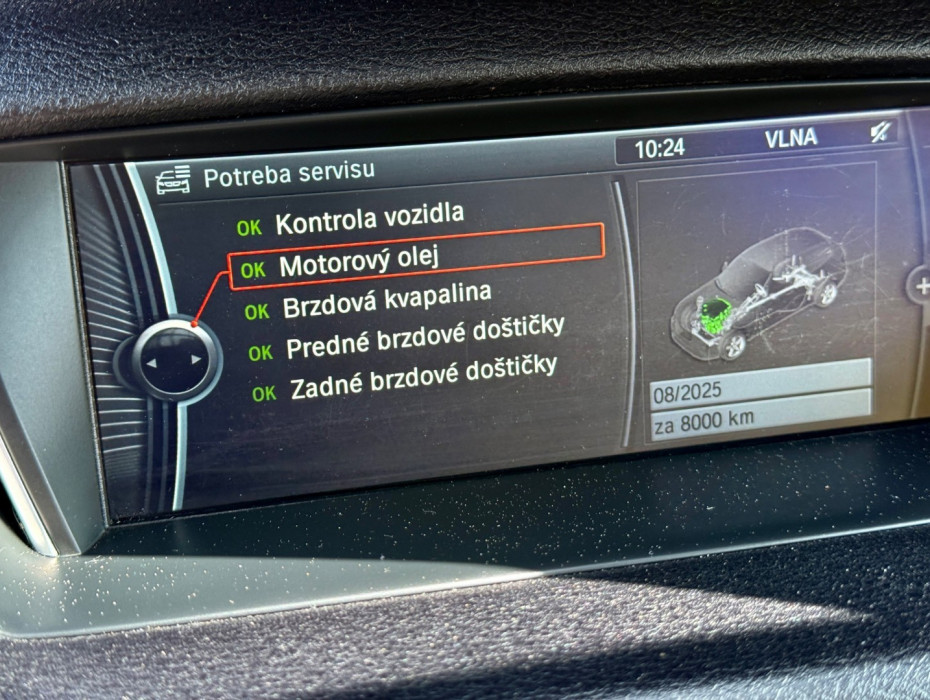 Potreba servisu
10:24
VLNA
OK Kontrola vozidla
OK Motorový olej
OK Brzdová kvapalina
OK Predné brzdové doštičky
OK Zadné brzdové doštičky
08/2025
za 8000 km